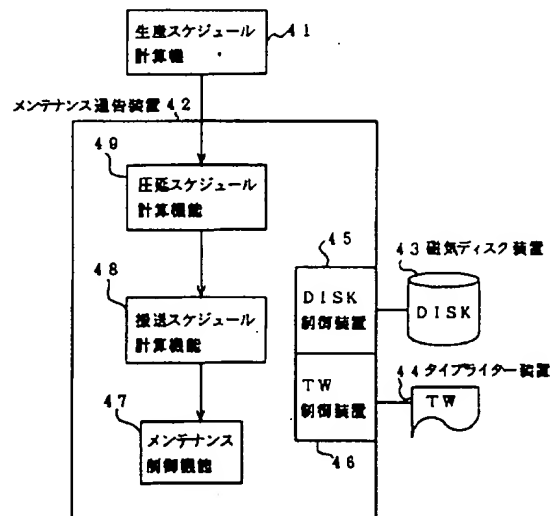 生産スケジュール
計算機
41
メンテナンス通告装置 42
49
圧延スケジュール
計算機能
48
搬送スケジュール
計算機能
47
メンテナンス
制御機能
45
DISK
制御装置
TW
制御装置
46
43 磁気ディスク装置
DISK
44 タイプライター装置
TW